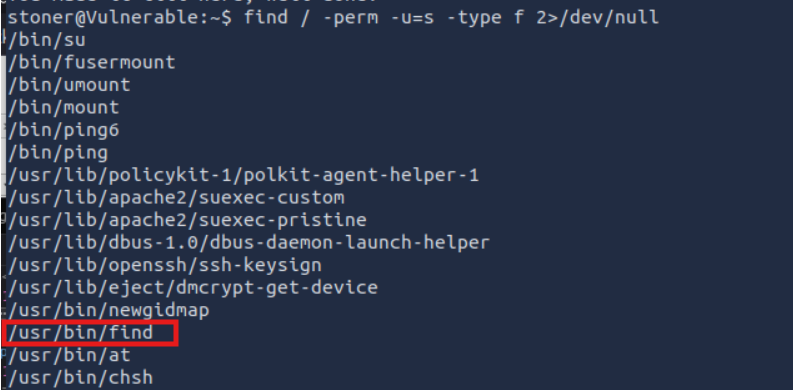 stoner@Vulnerable:~$ find / -perm -u=s -type f 2>/dev/null
/bin/su
/bin/fusermount
/bin/umount
/bin/mount
/bin/ping6
/bin/ping
/usr/lib/policykit-1/polkit-agent-helper-1
/usr/lib/apache2/suexec-custom
/usr/lib/apache2/suexec-pristine
/usr/lib/dbus-1.0/dbus-daemon-launch-helper
/usr/lib/openssh/ssh-keysign
/usr/lib/eject/dmcrypt-get-device
/usr/bin/newgidmap
/usr/bin/find
/usr/bin/at
/usr/bin/chsh